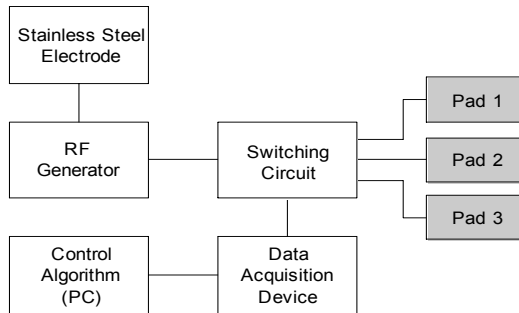 Stainless Steel
Electrode
Pad 1
RF
Generator
Switching
Circuit
Pad 2
Pad 3
Control
Algorithm
(PC)
Data
Acquisition
Device